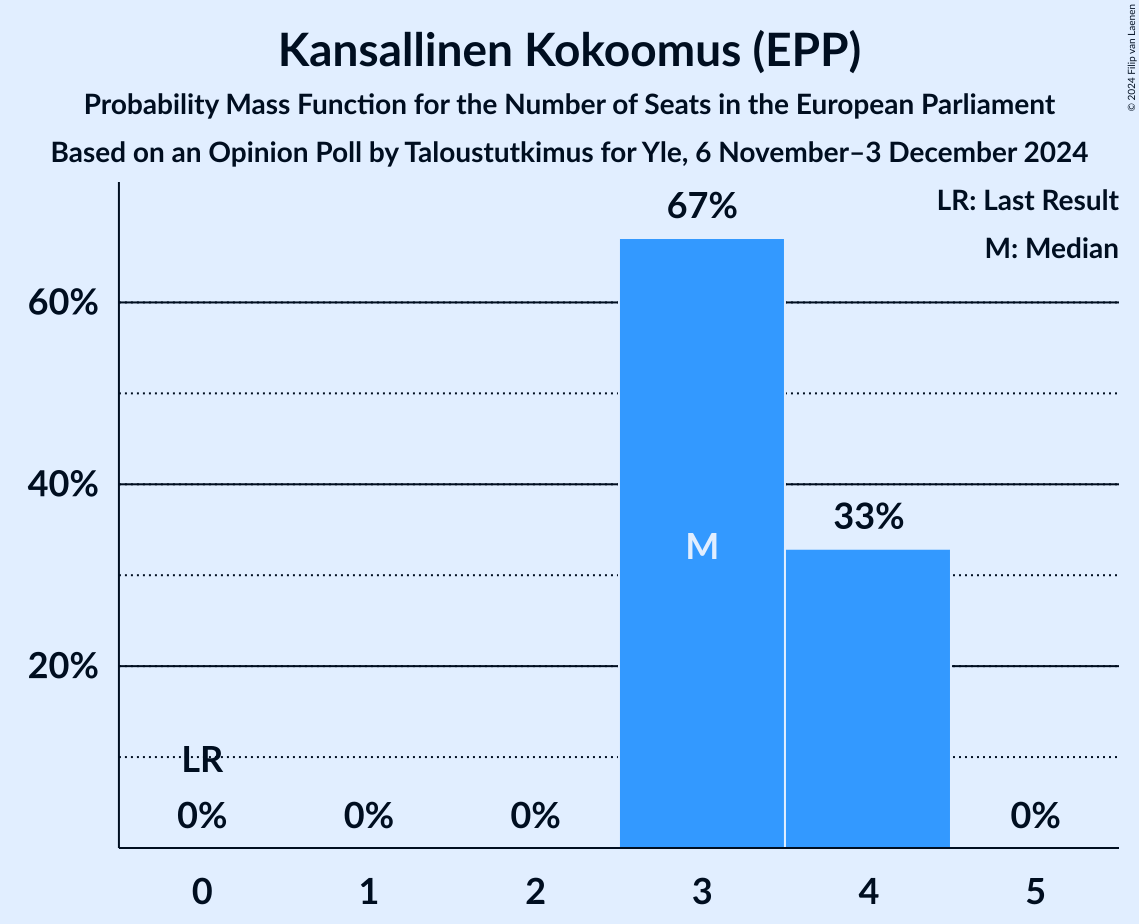 Kansallinen Kokoomus (EPP)
Probability Mass Function for the Number of Seats in the European Parliament
Based on an Opinion Poll by Taloustutkimus for Yle, 6 November–3 December 2024
© 2024 Filip van Laenen
LR: Last Result
M: Median
67%
60%
40%
33%
M
20%
LR
0% 0% 0% 0%
0 1 2 3 4 5